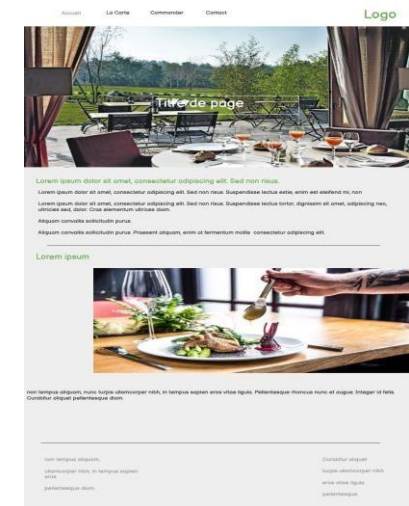 Accueil La Carte Commander Contact
Logo
Titre de page
Lorem ipsum dolor sit amet, consectetur adipiscing elit. Sed non risus.
Lorem ipsum dolor sit amet, consectetur adipiscing elit. Sed non risus. Suspendisse lectus estie, enim est eleifend mi, non
Lorem ipsum dolor sit amet, consectetur adipiscing elit. Sed non risus. Suspendisse lectus tortor, dignissim sit amet, adipiscing nec,
ultricies sed, dolor. Cras elementum ultrices diam.
Aliquam convallis sollicitudin purus.
Aliquam convallis sollicitudin purus. Praesent aliquam, enim at fermentum mollis consectetur adipiscing elit.
Lorem ipsum
non tempus aliquam, nunc turpis ullamcorper nibh, in tempus sapien eros vitae ligula. Pellentesque rhoncus nunc et augue. Integer id felis.
Curabitur aliquet pellentesque diam.
non tempus aliquam,
ullamcorper nibh, in tempus sapien
eros
pellentesque diam.
Curabitur aliquet
turpis ullamcorper nibh
eros vitae ligula.
pellentesque